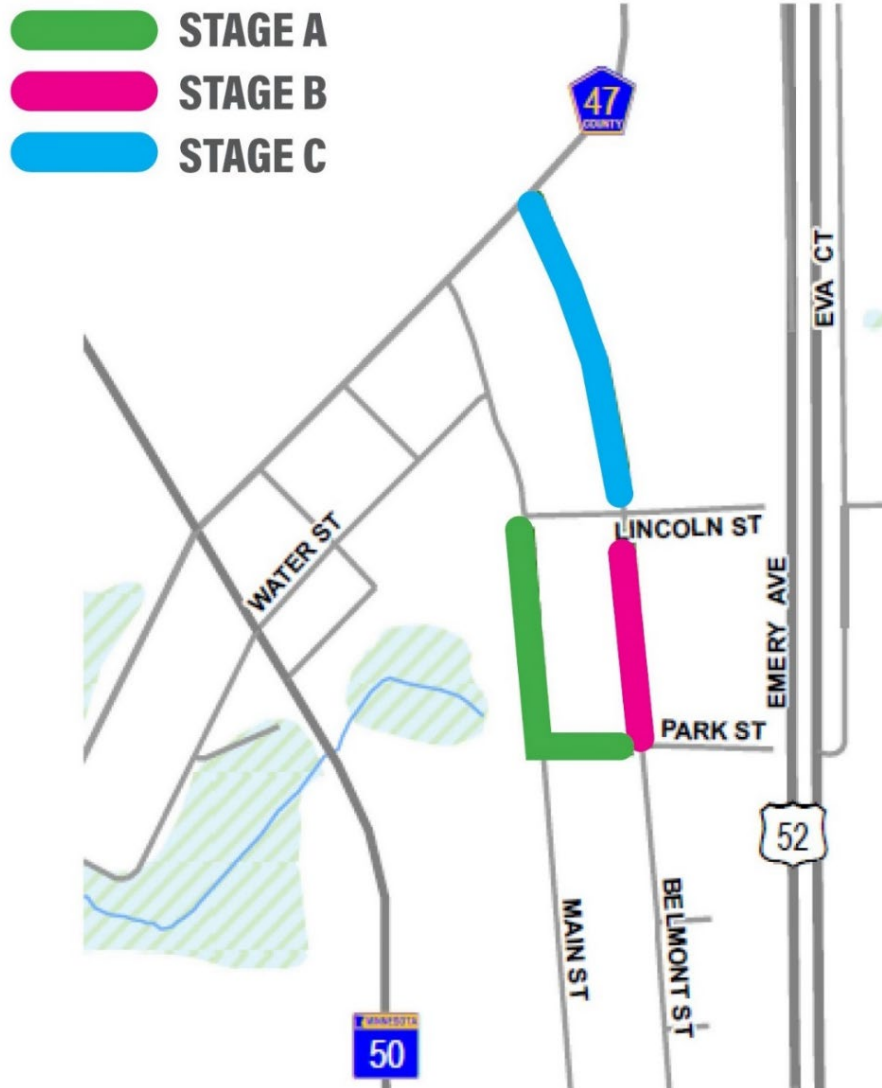 STAGE A
STAGE B
STAGE C
47
COUNTY
EVA CT
WATER ST
LINCOLN ST
EMERY AVE
PARK ST
52
MAIN ST
BELMONT ST
MINNESOTA
50